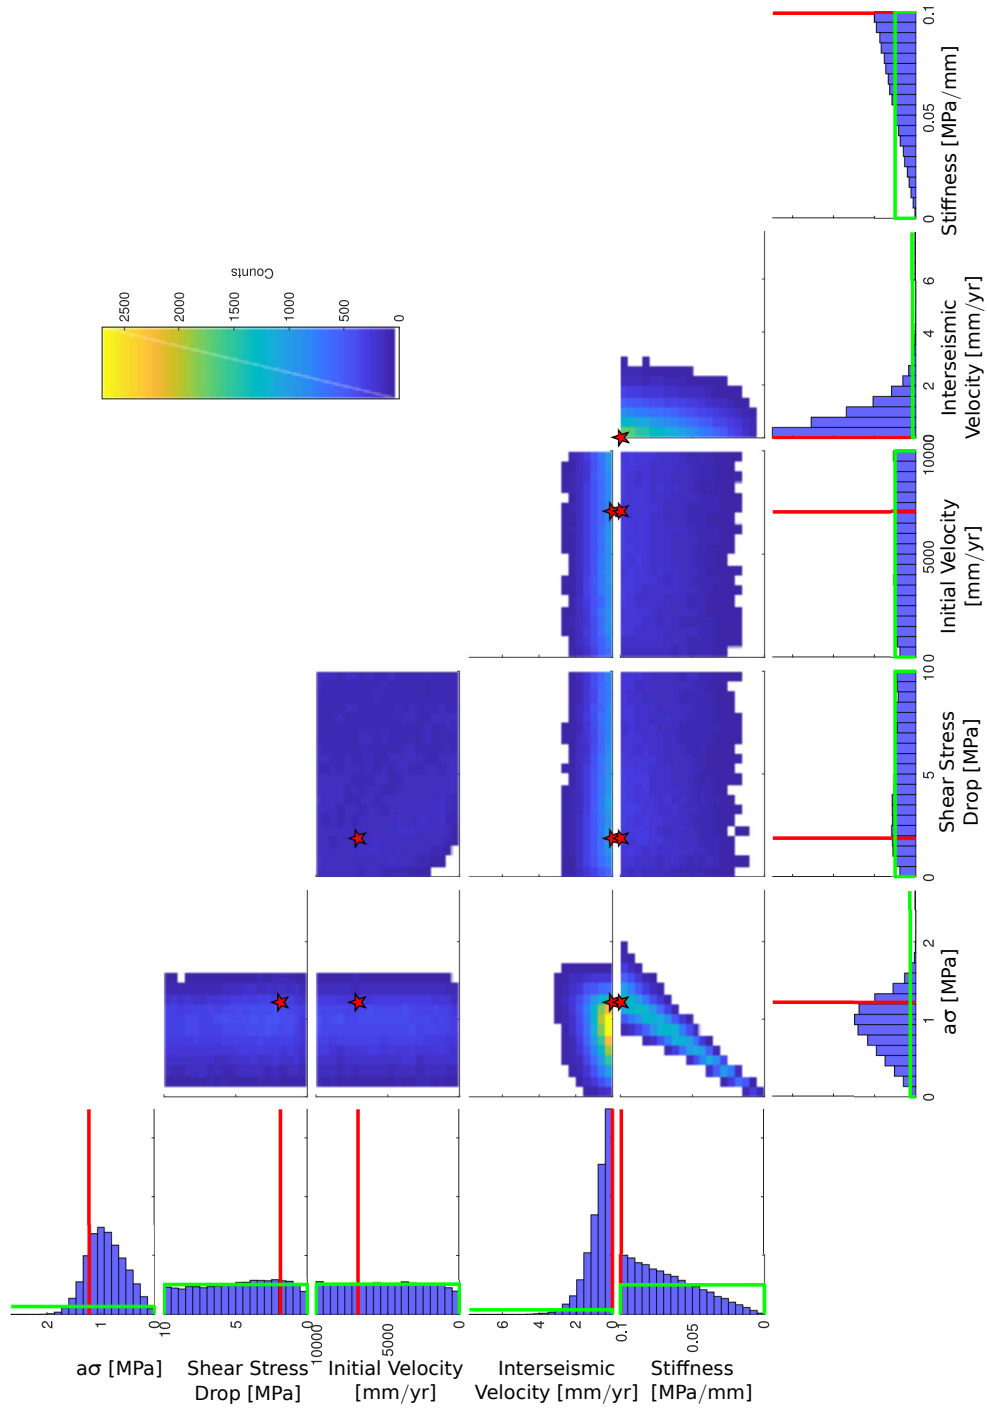 0.1
0.05
0
Stiffness [MPa/mm]
Counts
2500
2000
1500
1000
500
0
6
4
2
Interseismic
Velocity [mm/yr]
10000
5000
0
Initial Velocity
[mm/yr]
10
5
0
Shear Stress
Drop [MPa]
2
1
0
aσ [MPa]
2
1
0
10
5
0
10000
5000
0
6
4
2
0
0.1
0.05
0
aσ [MPa]
Shear Stress
Drop [MPa]
Initial Velocity
[mm/yr]
Interseismic
Velocity [mm/yr]
Stiffness
[MPa/mm]